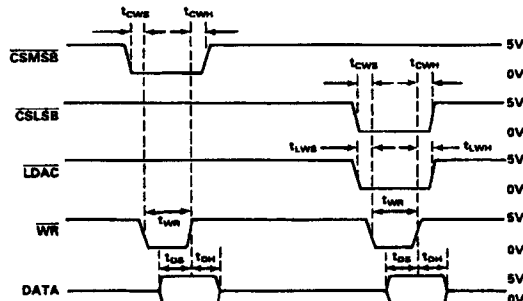 tCWS tCWH
CSMSB 5V
0V
tCWS tCWH
CSLSB 5V
0V
tLWS tLWH
LDAC 5V
0V
tWR tWR
WR 5V
0V
tDS tDH tDS tDH
DATA 5V
0V